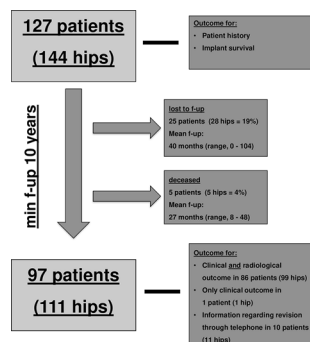 127 patients
(144 hips)
Outcome for:
• Patient history
• Implant survival
min f-up 10 years
lost to f-up
25 patients (28 hips = 19%)
Mean f-up:
40 months (range, 0 - 104)
deceased
5 patients (5 hips = 4%)
Mean f-up:
27 months (range, 8 - 48)
97 patients
(111 hips)
Outcome for:
• Clinical and radiological
outcome in 86 patients (99 hips)
• Only clinical outcome in
1 patient (1 hip)
• Information regarding revision
through telephone in 10 patients
(11 hips)